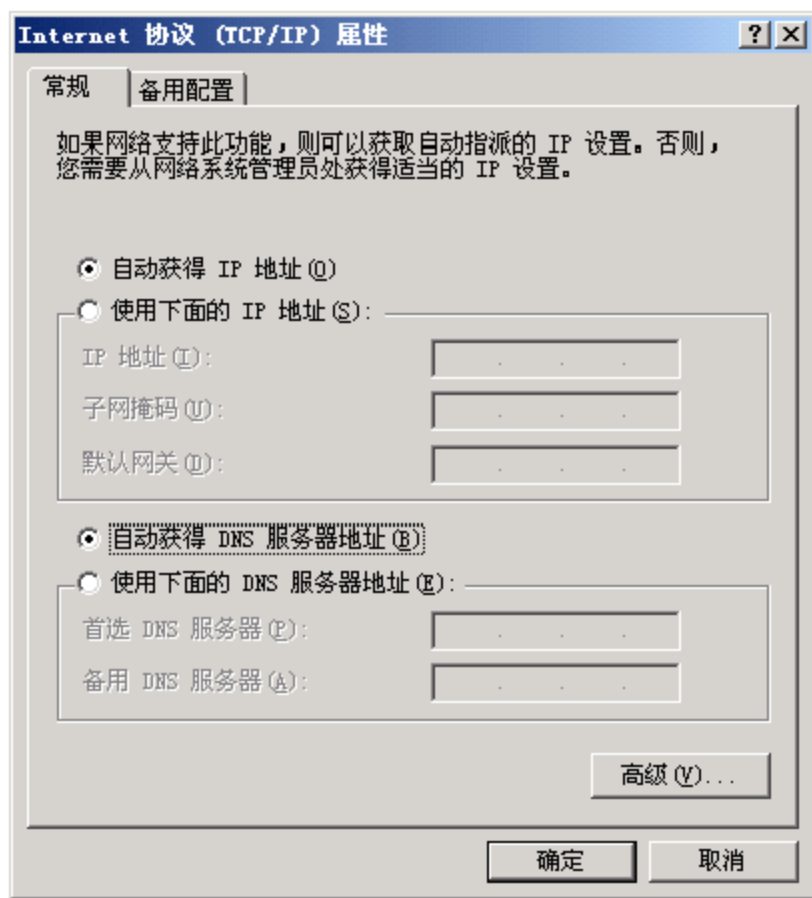 Internet 协议 (TCP/IP) 属性
常规 备用配置
如果网络支持此功能，则可以获取自动指派的 IP 设置。否则，
您需要从网络系统管理员处获得适当的 IP 设置。
自动获得 IP 地址(O)
使用下面的 IP 地址(S):
IP 地址(I):
子网掩码(U):
默认网关(D):
自动获得 DNS 服务器地址(B)
使用下面的 DNS 服务器地址(E):
首选 DNS 服务器(P):
备用 DNS 服务器(A):
高级(V)...
确定 取消